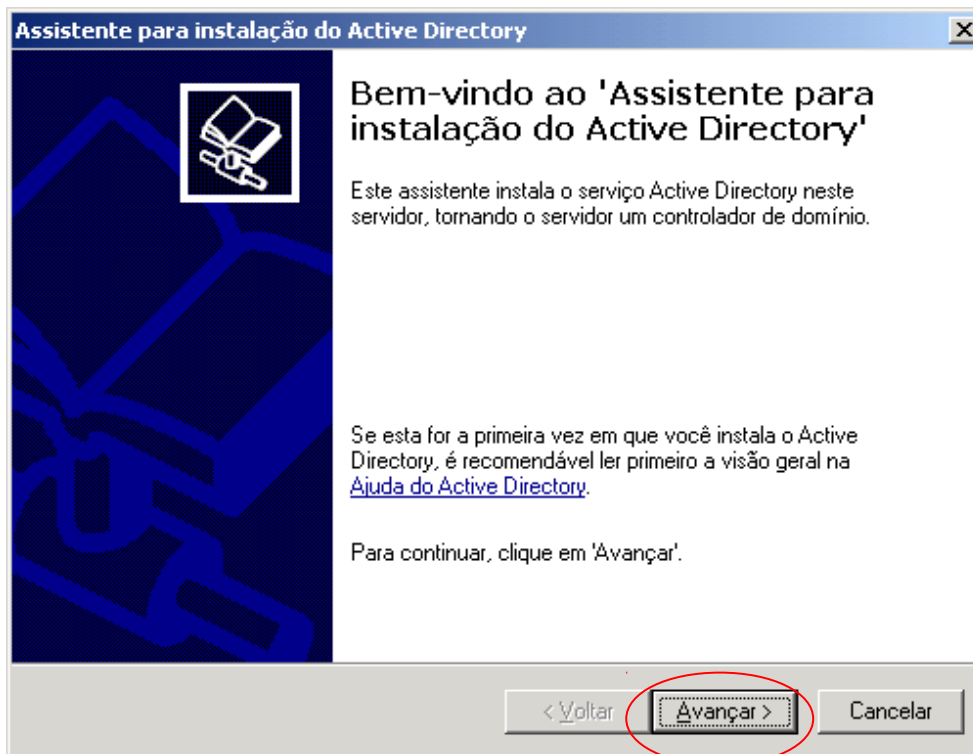 Assistente para instalação do Active Directory
Bem-vindo ao 'Assistente para
instalação do Active Directory'
Este assistente instala o serviço Active Directory neste
servidor, tornando o servidor um controlador de domínio.
Se esta for a primeira vez em que você instala o Active
Directory, é recomendável ler primeiro a visão geral na
Ajuda do Active Directory.
Para continuar, clique em 'Avançar'.
< Voltar
Avançar >
Cancelar